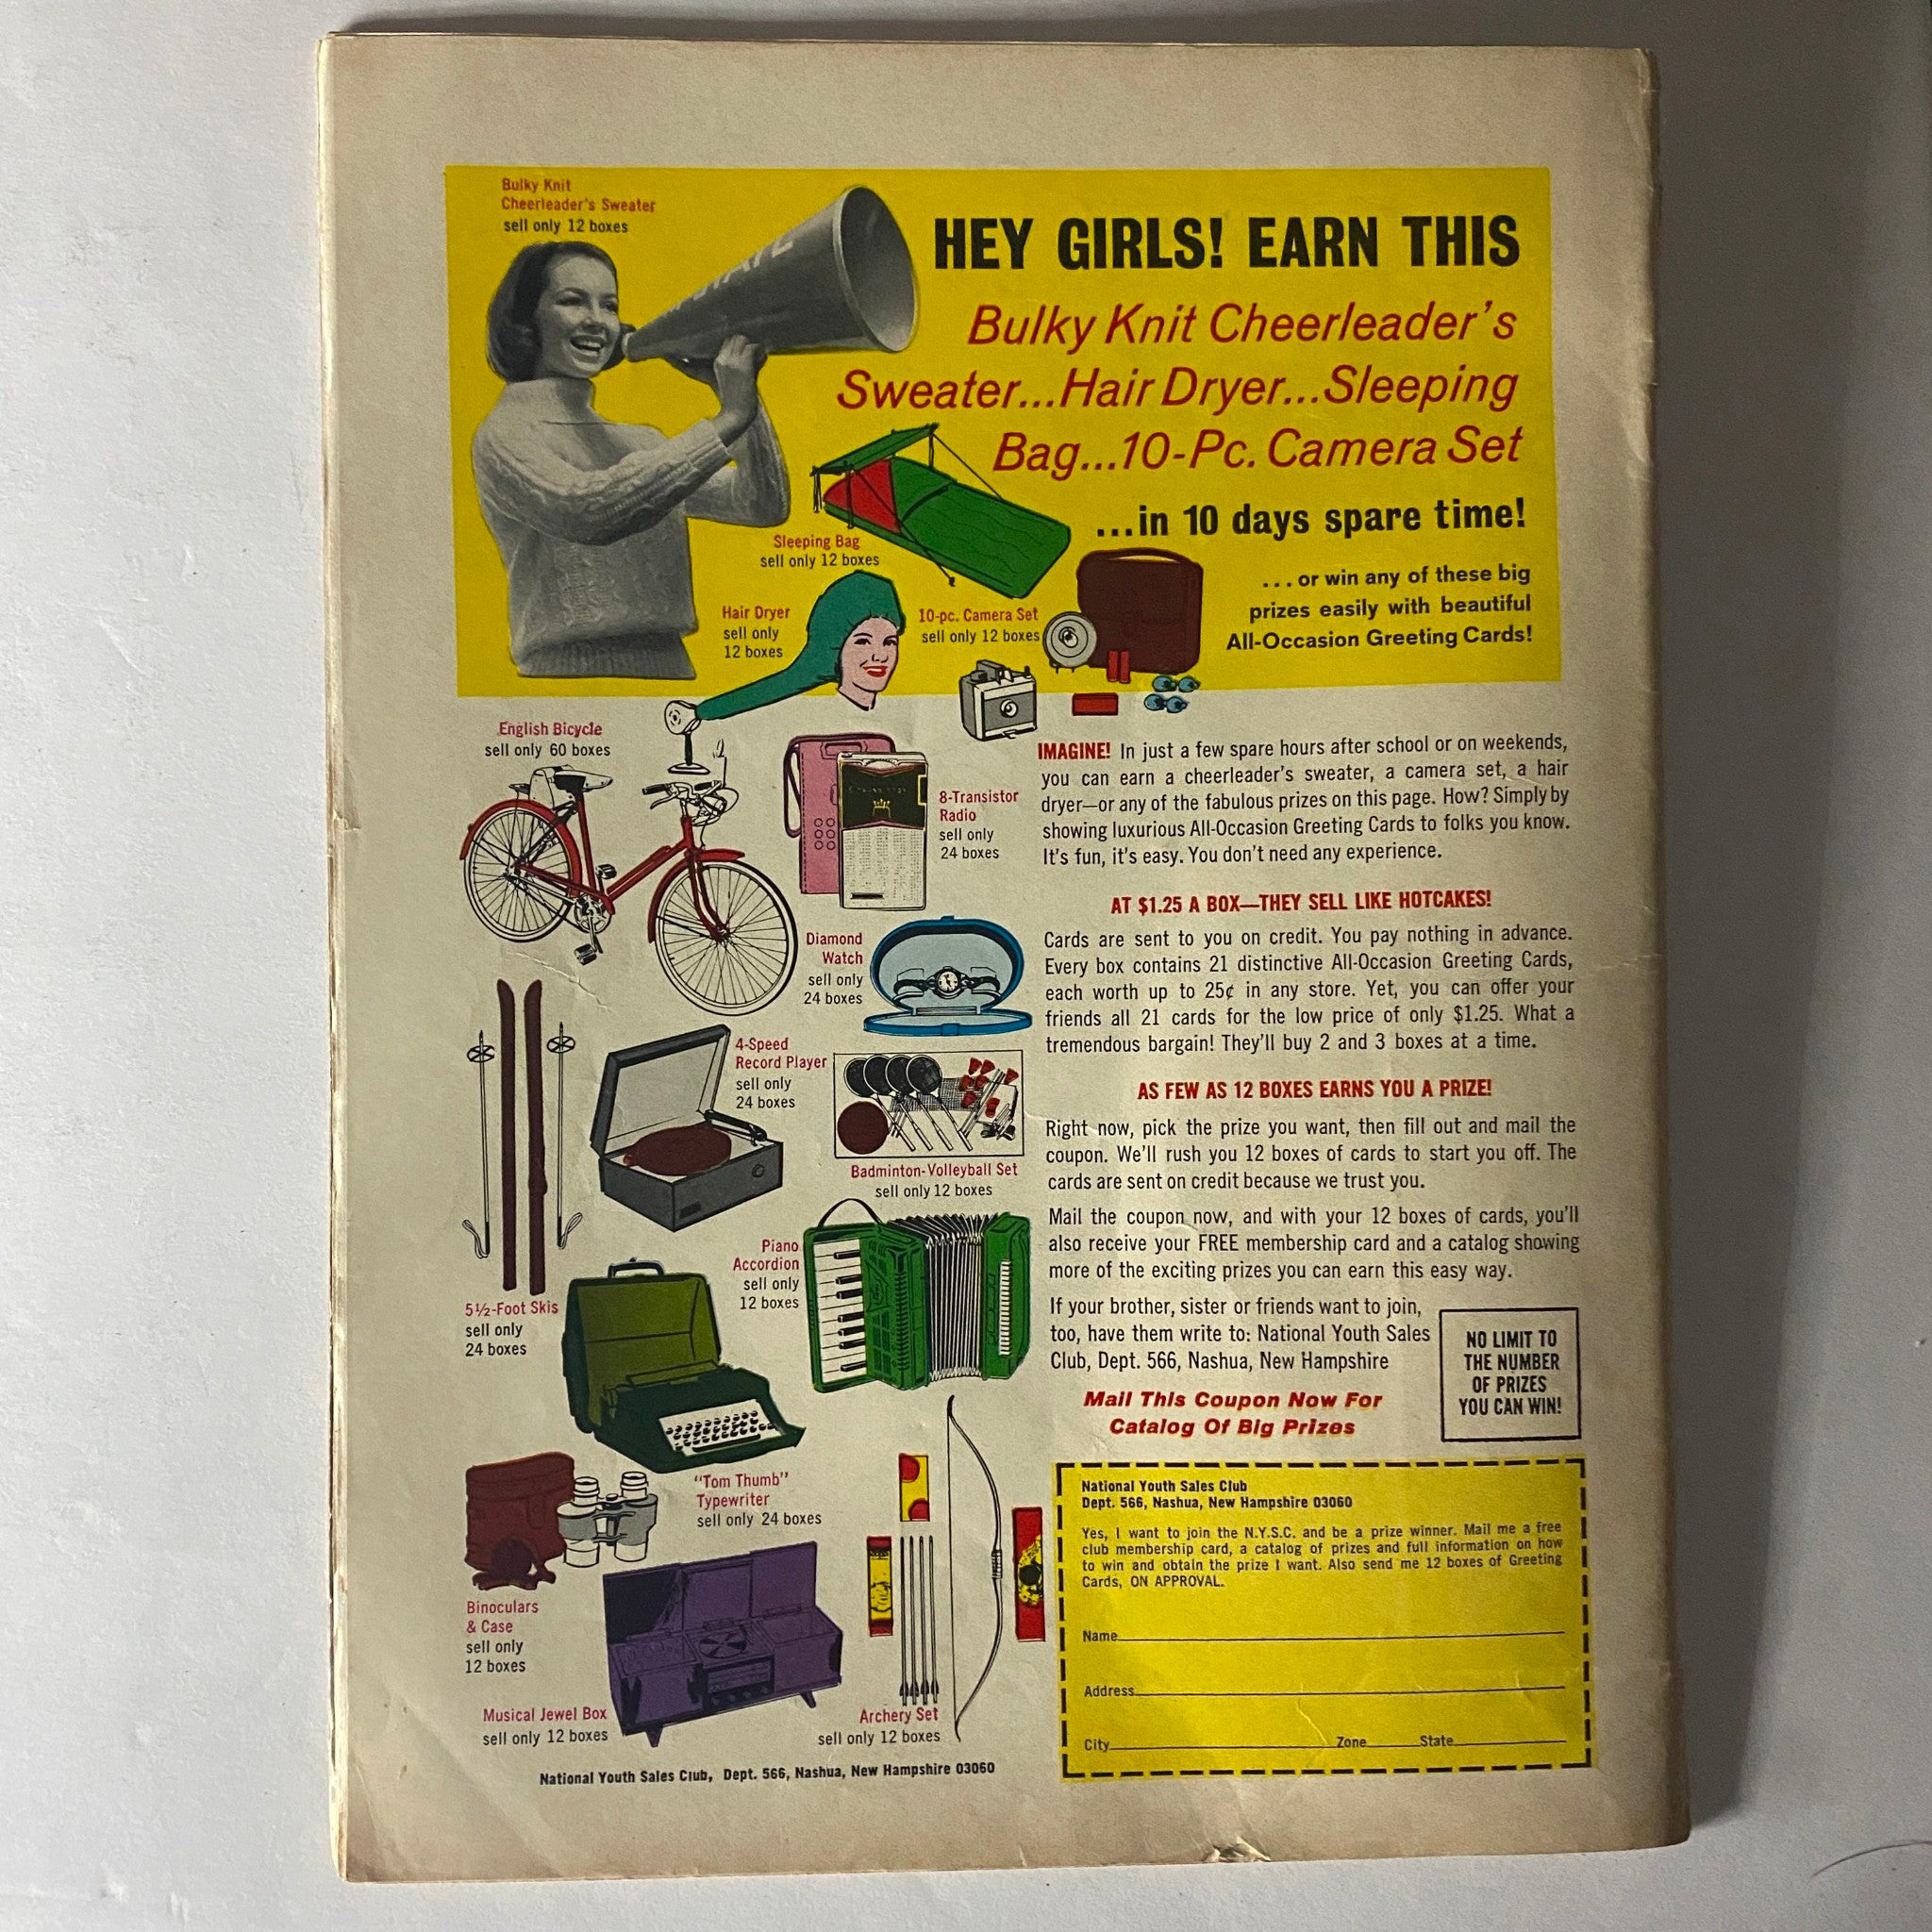 Bulky Knit
Cheerleader's Sweater
sell only 12 boxes
HEY GIRLS! EARN THIS
Bulky Knit Cheerleader's
Sweater...Hair Dryer...Sleeping
Bag...10-Pc. Camera Set
...in 10 days spare time!
Sleeping Bag
sell only 12 boxes
Hair Dryer
sell only
12 boxes
10-pc. Camera Set
sell only 12 boxes
...or win any of these big
prizes easily with beautiful
All-Occasion Greeting Cards!
English Bicycle
sell only 60 boxes
8-Transistor
Radio
sell only
24 boxes
Diamond
Watch
sell only
24 boxes
4-Speed
Record Player
sell only
24 boxes
Badminton-Volleyball Set
sell only 12 boxes
Piano
Accordion
sell only
12 boxes
5½-Foot Skis
sell only
24 boxes
"Tom Thumb"
Typewriter
sell only 24 boxes
Binoculars
& Case
sell only
12 boxes
Musical Jewel Box
sell only 12 boxes
Archery Set
sell only 12 boxes
National Youth Sales Club, Dept. 566, Nashua, New Hampshire 03060
IMAGINE! In just a few spare hours after school or on weekends,
you can earn a cheerleader's sweater, a camera set, a hair
dryer—or any of the fabulous prizes on this page. How? Simply by
showing luxurious All-Occasion Greeting Cards to folks you know.
It's fun, it's easy. You don't need any experience.
AT $1.25 A BOX—THEY SELL LIKE HOTCAKES!
Cards are sent to you on credit. You pay nothing in advance.
Every box contains 21 distinctive All-Occasion Greeting Cards,
each worth up to 25¢ in any store. Yet, you can offer your
friends all 21 cards for the low price of only $1.25. What a
tremendous bargain! They'll buy 2 and 3 boxes at a time.
AS FEW AS 12 BOXES EARNS YOU A PRIZE!
Right now, pick the prize you want, then fill out and mail the
coupon. We'll rush you 12 boxes of cards to start you off. The
cards are sent on credit because we trust you.
Mail the coupon now, and with your 12 boxes of cards, you'll
also receive your FREE membership card and a catalog showing
more of the exciting prizes you can earn this easy way.
If your brother, sister or friends want to join,
too, have them write to: National Youth Sales
Club, Dept. 566, Nashua, New Hampshire
NO LIMIT TO
THE NUMBER
OF PRIZES
YOU CAN WIN!
Mail This Coupon Now For
Catalog Of Big Prizes
National Youth Sales Club
Dept. 566, Nashua, New Hampshire 03060
Yes, I want to join the N.Y.S.C. and be a prize winner. Mail me a free
club membership card, a catalog of prizes and full information on how
to win and obtain the prize I want. Also send me 12 boxes of Greeting
Cards, ON APPROVAL.
Name
Address
City Zone State